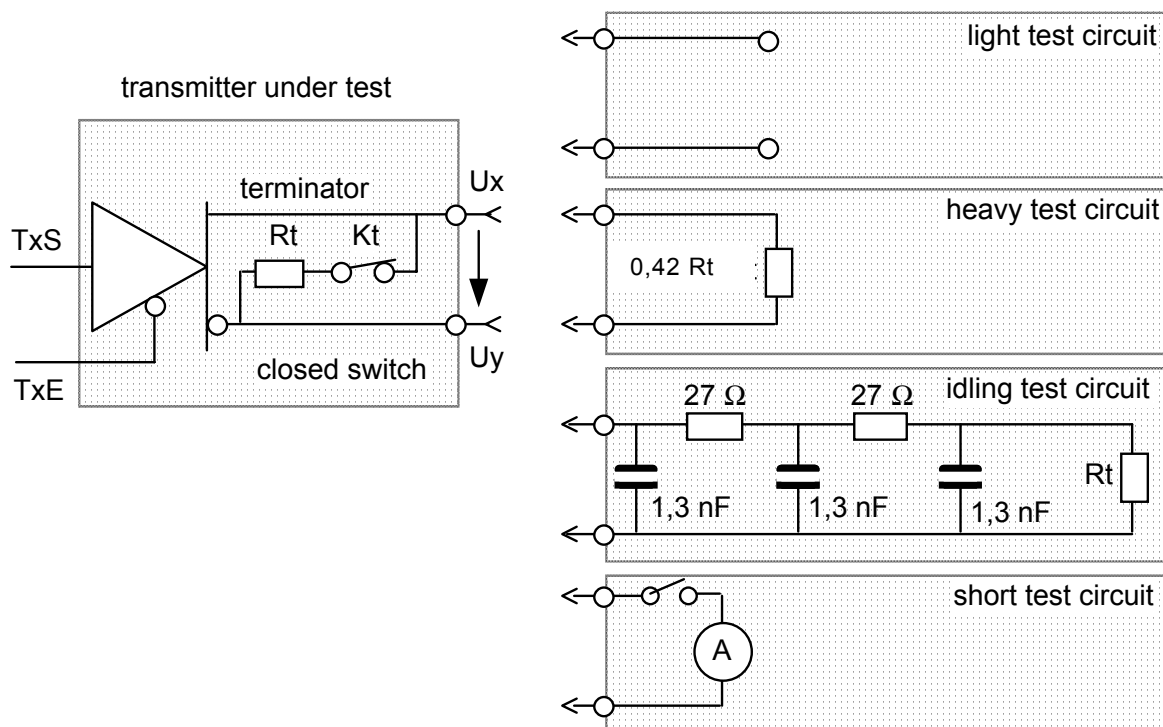 light test circuit
transmitter under test
terminator
Ux
Rt
Kt
TxS
Uy
closed switch
TxE
heavy test circuit
0,42 Rt
idling test circuit
27 Ω
27 Ω
Rt
1,3 nF
1,3 nF
1,3 nF
short test circuit
A